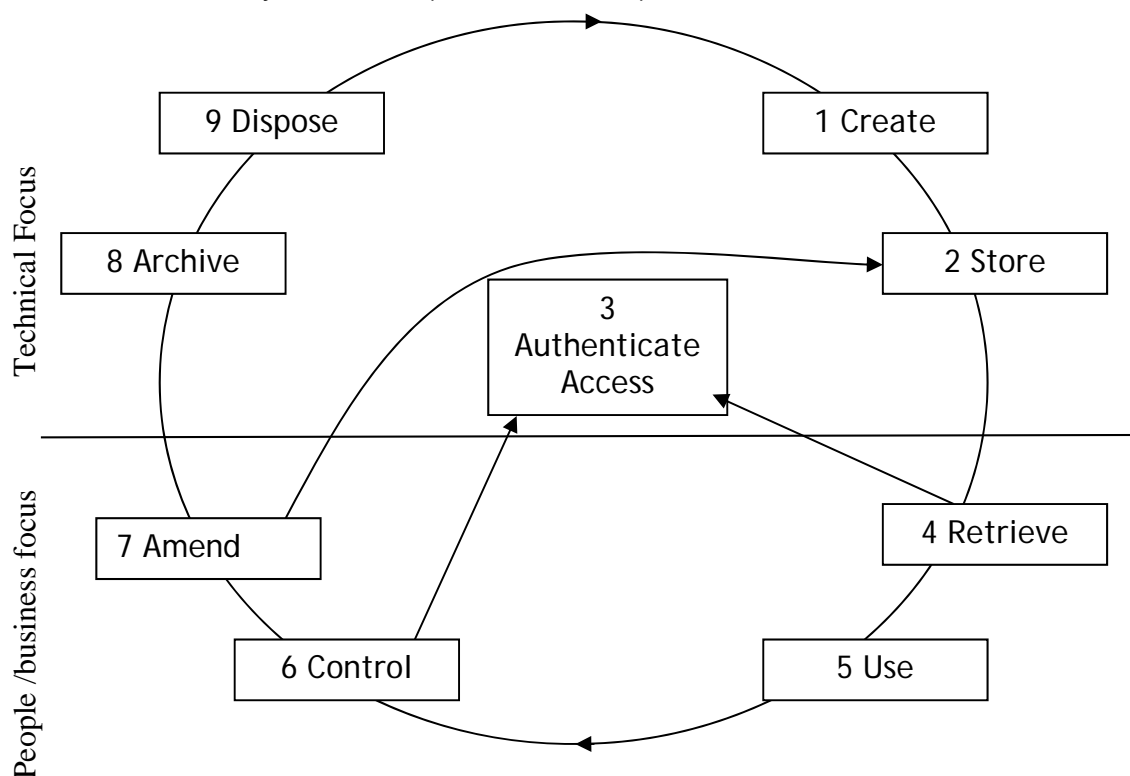 9 Dispose
1 Create
8 Archive
2 Store
3
Authenticate
Access
7 Amend
4 Retrieve
6 Control
5 Use
Technical Focus
People /business focus